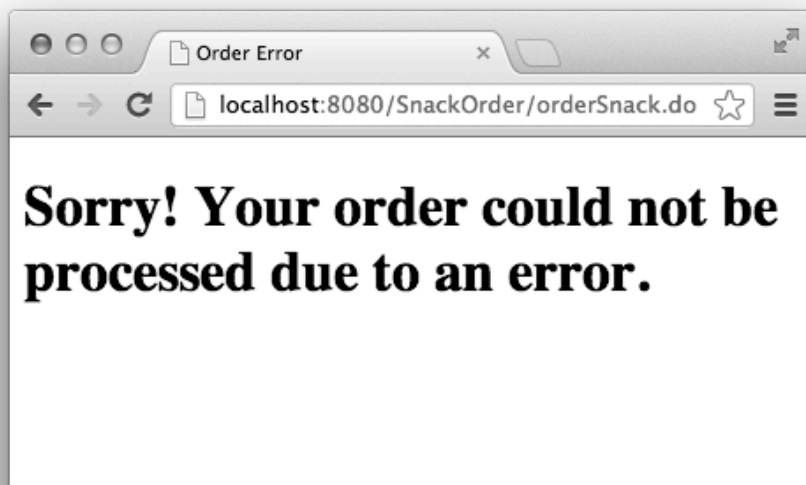 Order Error
localhost:8080/SnackOrder/orderSnack.do
Sorry! Your order could not be
processed due to an error.